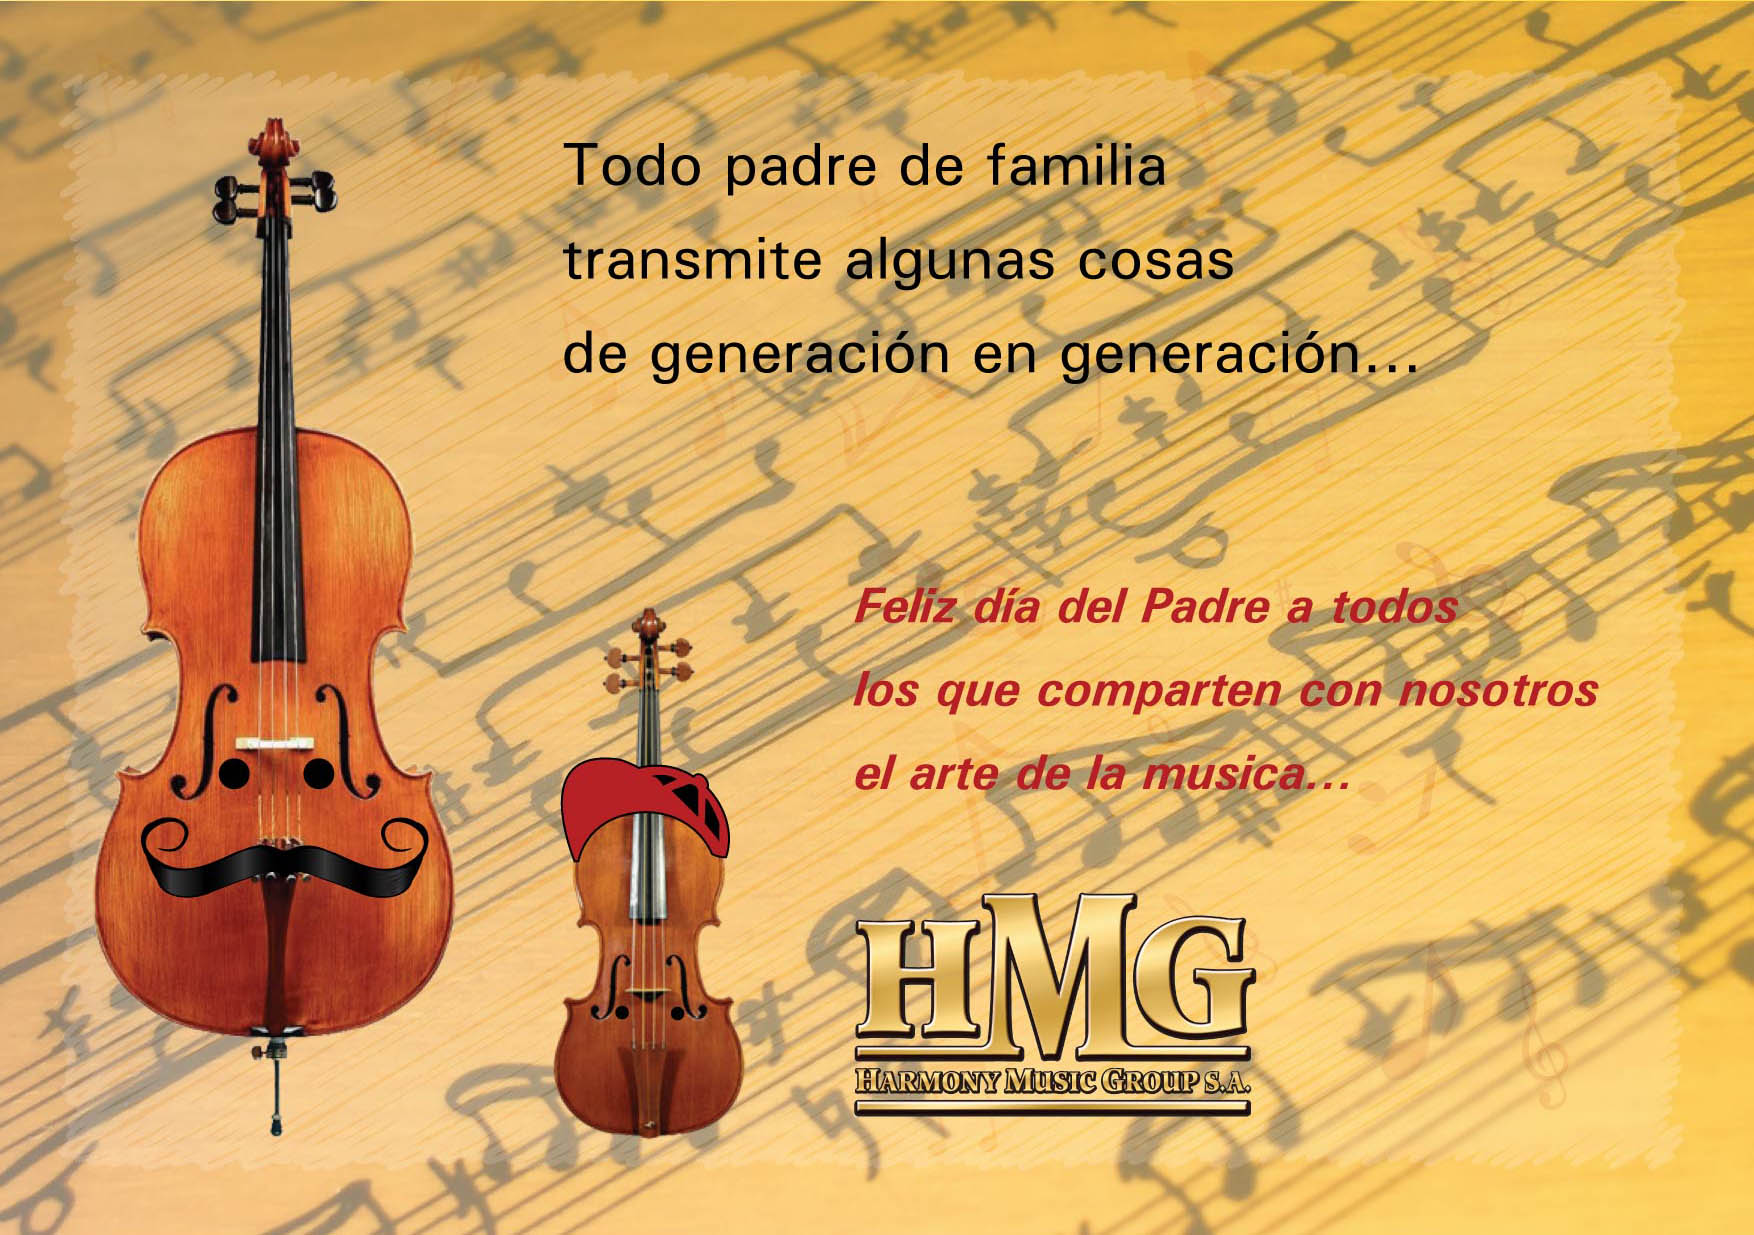 Todo padre de familia
transmite algunas cosas
de generación en generación...
Feliz día del Padre a todos
los que comparten con nosotros
el arte de la musica...
HMG
HARMONY MUSIC GROUP S.A.